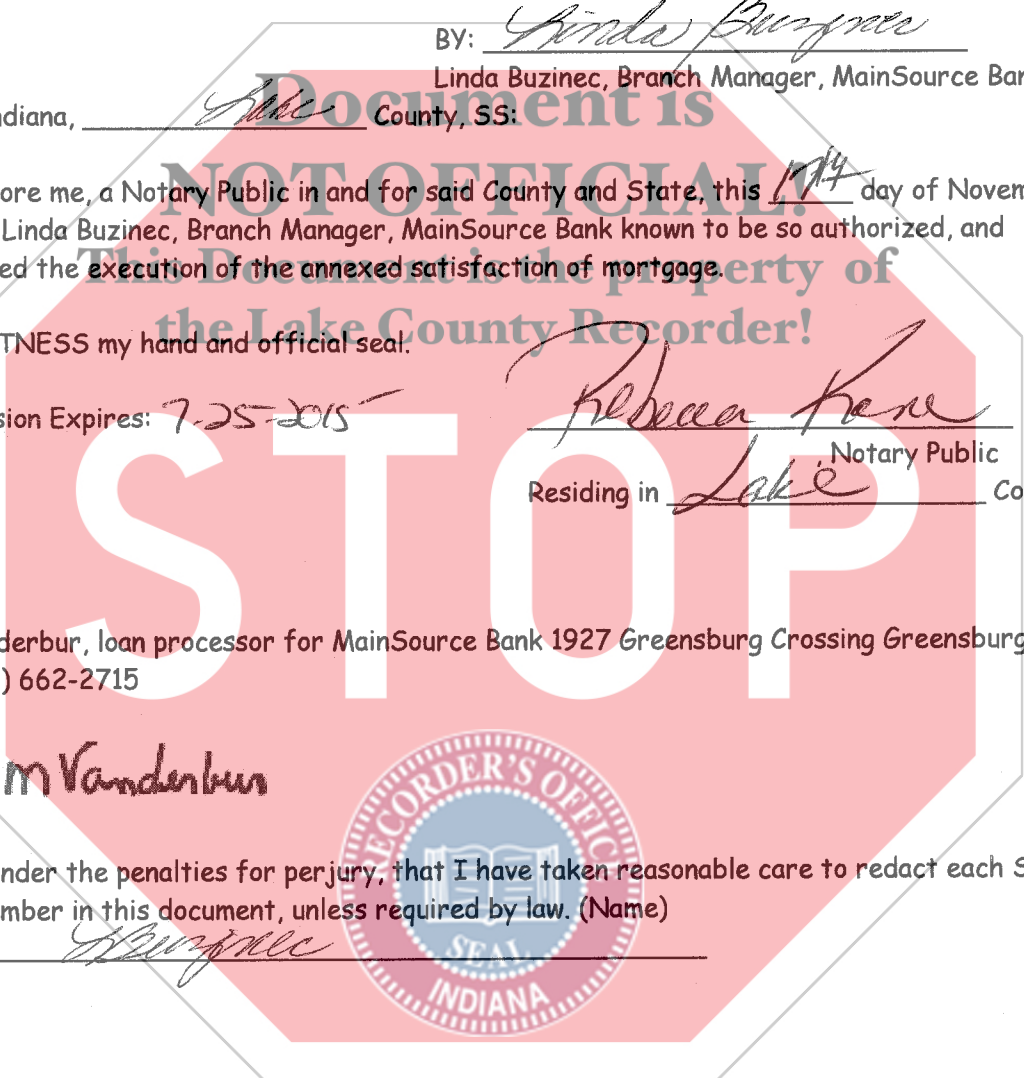 BY: Linda Buzinec
Linda Buzinec, Branch Manager, MainSource Ban
ndiana, Lake County, SS:
ore me, a Notary Public in and for said County and State, this 17th day of Novem
Linda Buzinec, Branch Manager, MainSource Bank known to be so authorized, and
ed the execution of the annexed satisfaction of mortgage.
TNESS my hand and official seal.
sion Expires: 7-25-2015
Rebecca Kane
Notary Public
Residing in Lake Co
derbur, loan processor for MainSource Bank 1927 Greensburg Crossing Greensburg
) 662-2715
M Vanderbur
nder the penalties for perjury, that I have taken reasonable care to redact each S
mber in this document, unless required by law. (Name)
L Buzinec
Document is
NOT OFFICIAL!
This Document is the property of
the Lake County Recorder!
STOP
RECORDER'S OFFICE
SEAL
INDIANA